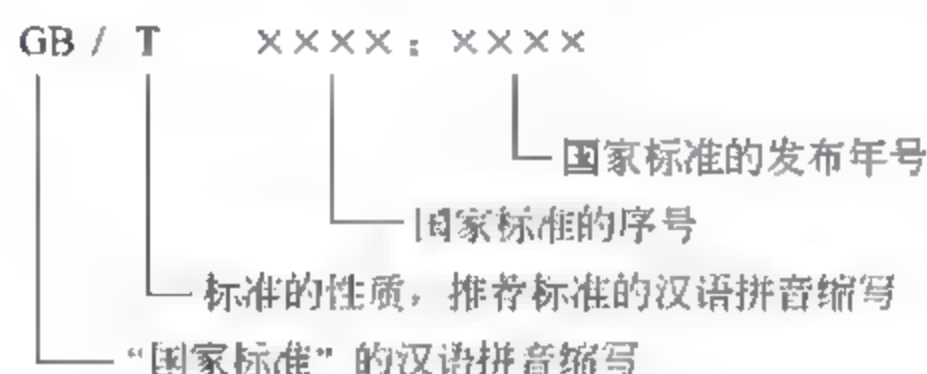 GB / T ××××：××××
国家标准的发布年号
国家标准的序号
标准的性质，推荐标准的汉语拼音缩写
“国家标准”的汉语拼音缩写